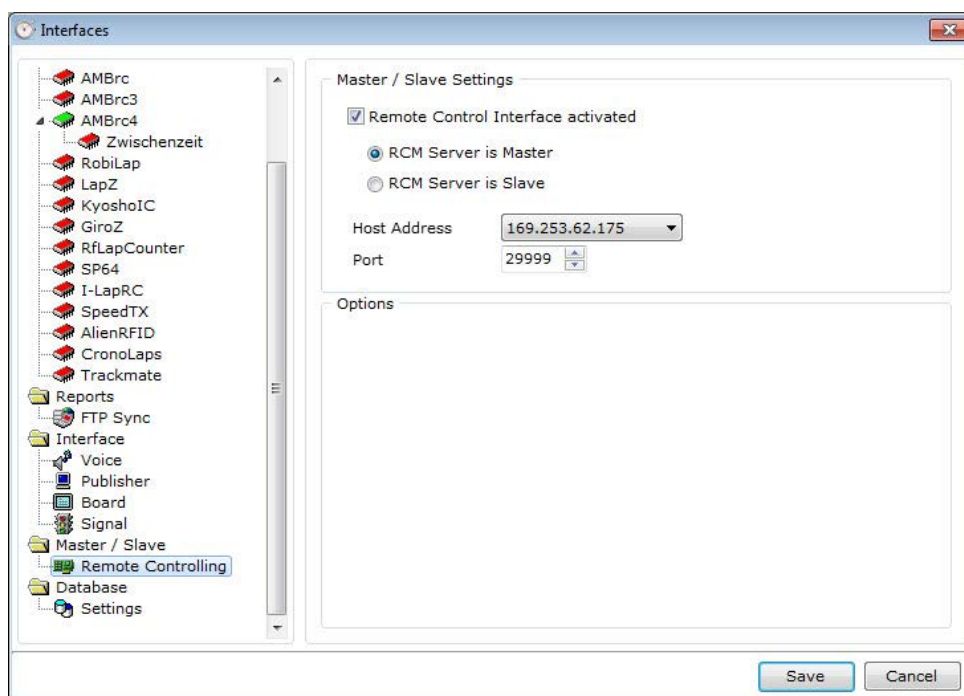 Interfaces
AMBrc
AMBrc3
AMBrc4
Zwischenzeit
RobiLap
LapZ
KyoshoIC
GiroZ
RfLapCounter
SP64
I-LapRC
SpeedTX
AlienRFID
CronoLaps
Trackmate
Reports
FTP Sync
Interface
Voice
Publisher
Board
Signal
Master / Slave
Remote Controlling
Database
Settings
Master / Slave Settings
Remote Control Interface activated
RCM Server is Master
RCM Server is Slave
Host Address 169.253.62.175
Port 29999
Options
Save Cancel